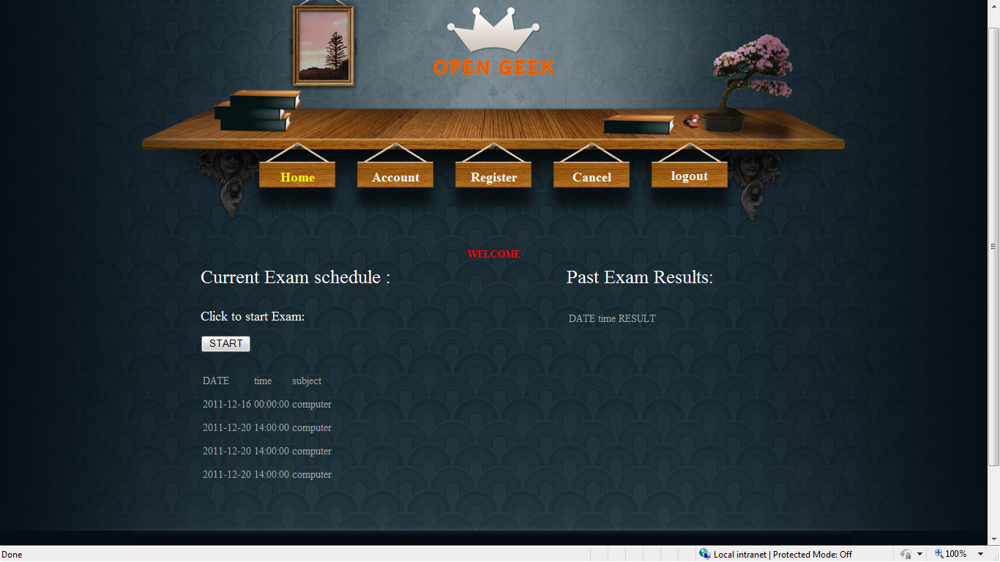 OPEN GEEK
Home Account Register Cancel logout
WELCOME
Current Exam schedule :
Past Exam Results:
Click to start Exam:
DATE time RESULT
START
DATE time subject
2011-12-16 00:00:00 computer
2011-12-20 14:00:00 computer
2011-12-20 14:00:00 computer
2011-12-20 14:00:00 computer
Done Local intranet | Protected Mode: Off 100%